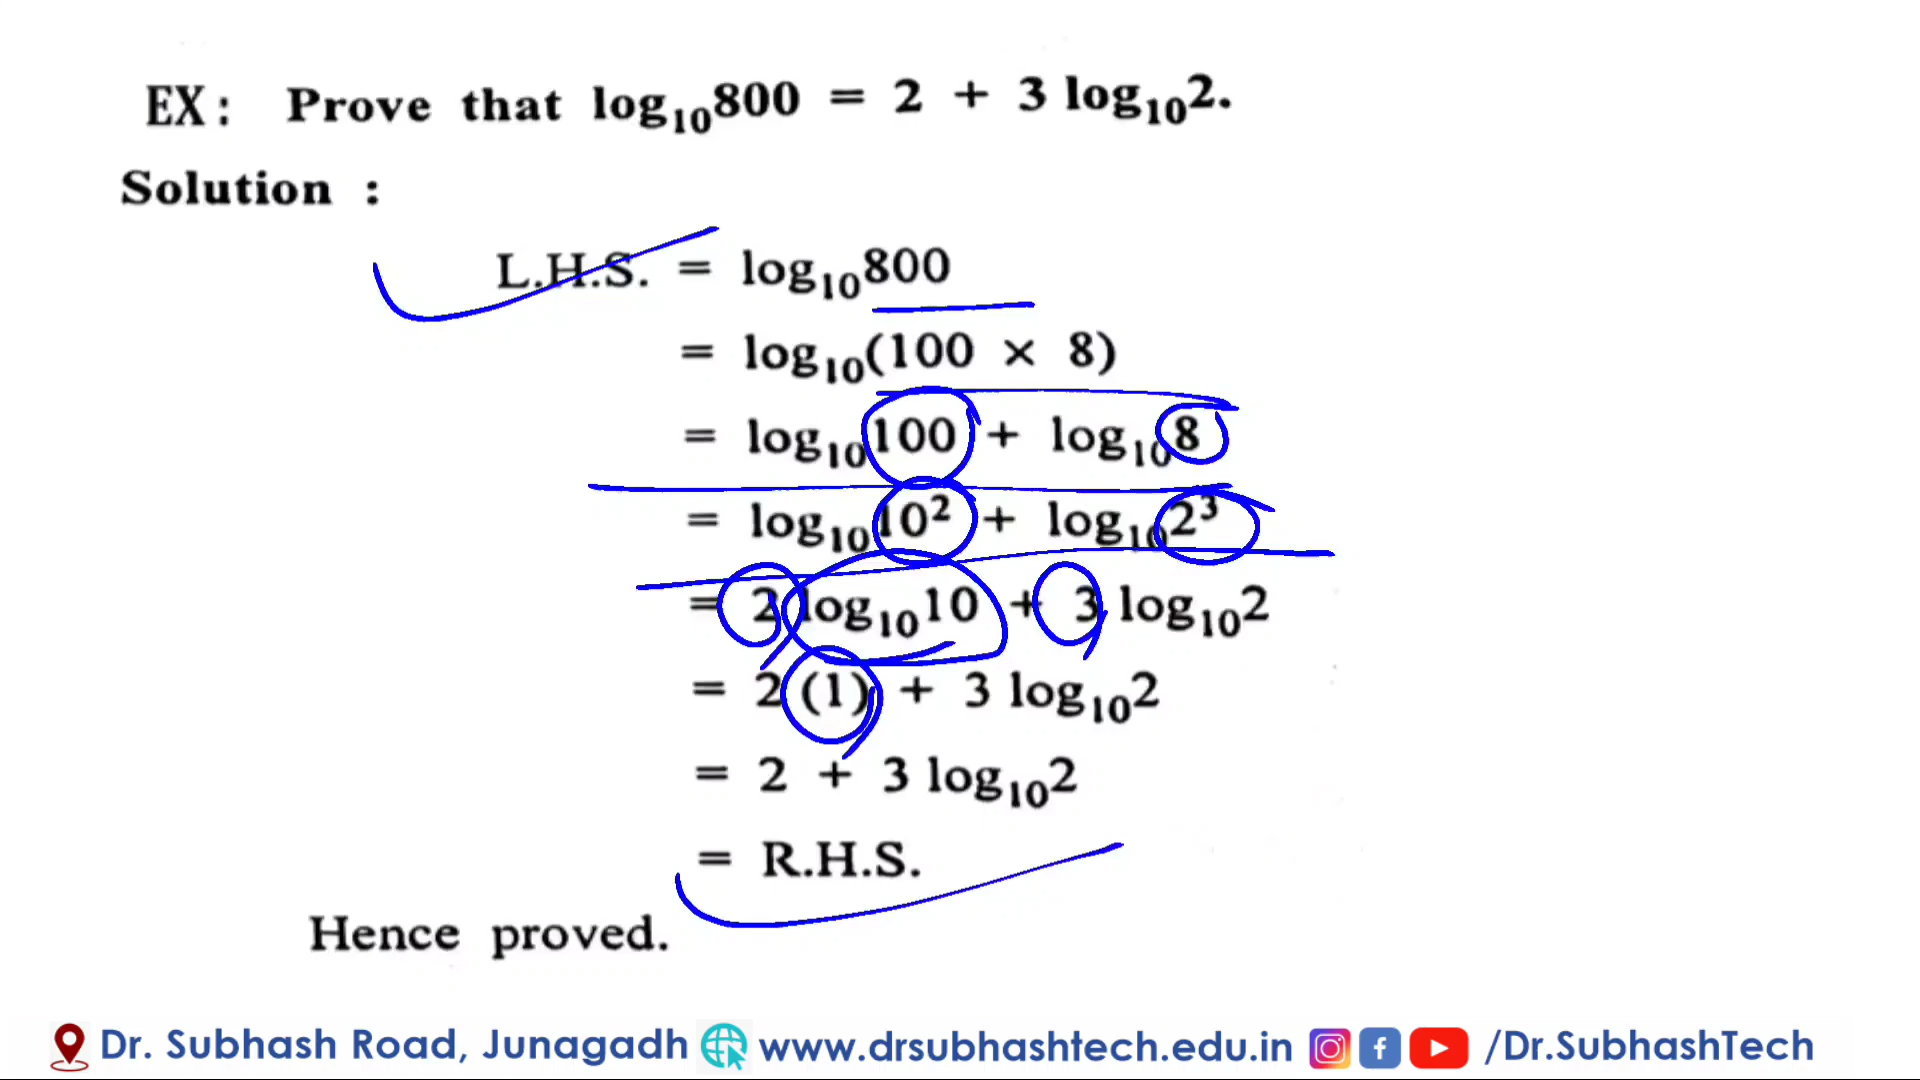 EX: Prove that log₁₀800 = 2 + 3 log₁₀2.
Solution :
L.H.S. = log₁₀800
= log₁₀(100 × 8)
= log₁₀100 + log₁₀8
= log₁₀10² + log₁₀2³
= 2 log₁₀10 + 3 log₁₀2
= 2 (1) + 3 log₁₀2
= 2 + 3 log₁₀2
= R.H.S.
Hence proved.
Dr. Subhash Road, Junagadh www.drsubhashtech.edu.in /Dr.SubhashTech